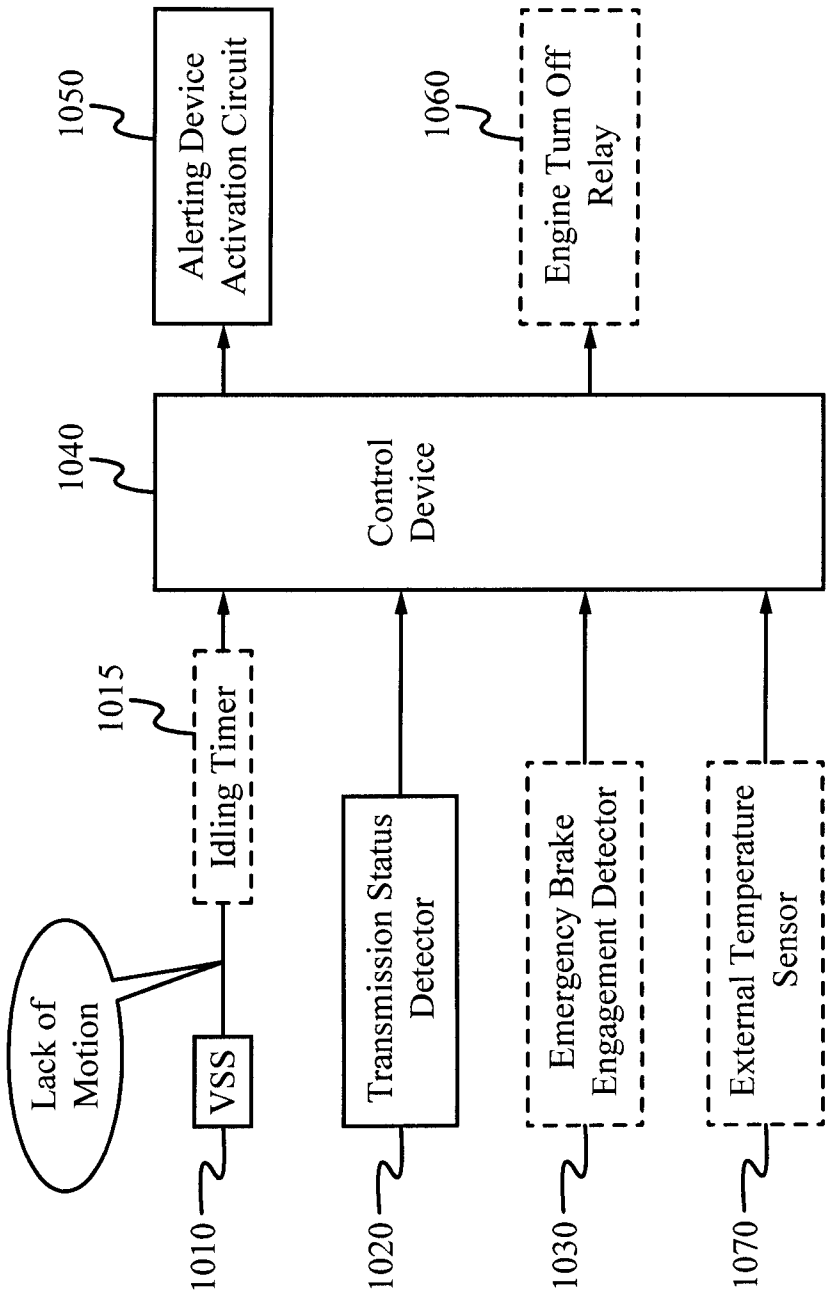 Lack of
Motion
1010
VSS
1015
Idling Timer
1020
Transmission Status
Detector
1030
Emergency Brake
Engagement Detector
1070
External Temperature
Sensor
1040
Control
Device
1050
Alerting Device
Activation Circuit
1060
Engine Turn Off
Relay